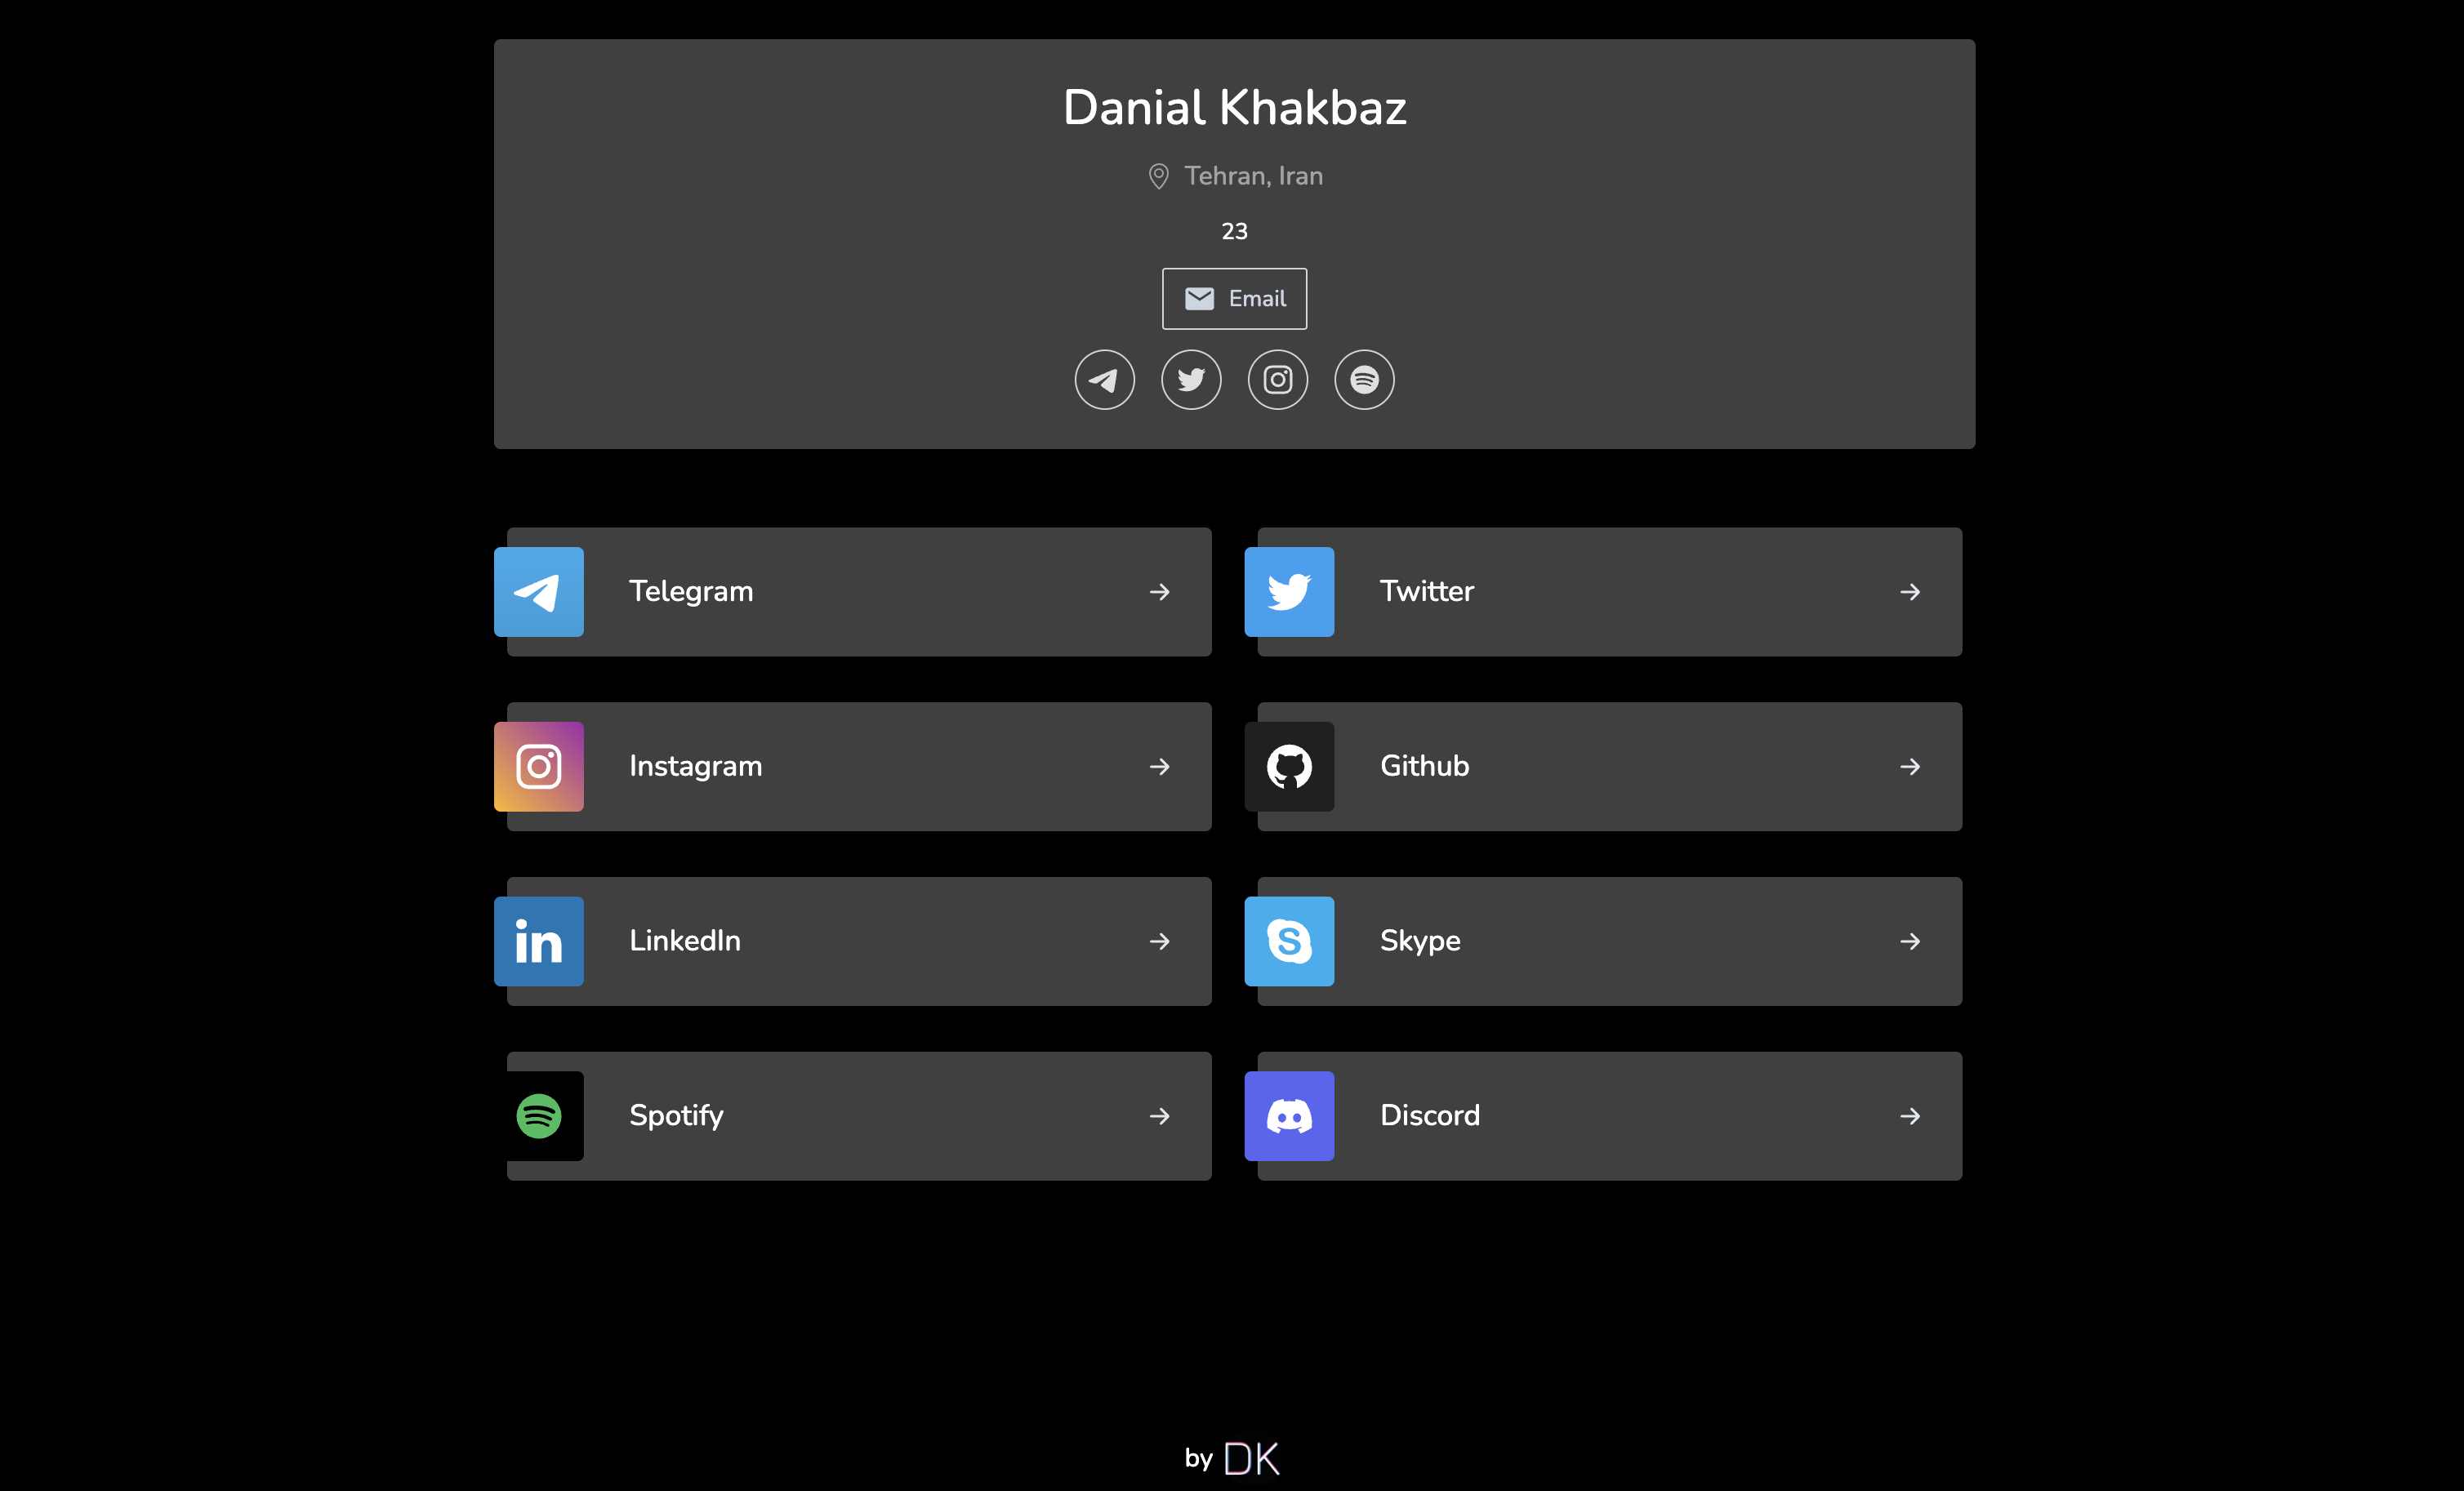 Danial Khakbaz
Tehran, Iran
23
Email
Telegram
Twitter
Instagram
Github
LinkedIn
Skype
Spotify
Discord
by DK